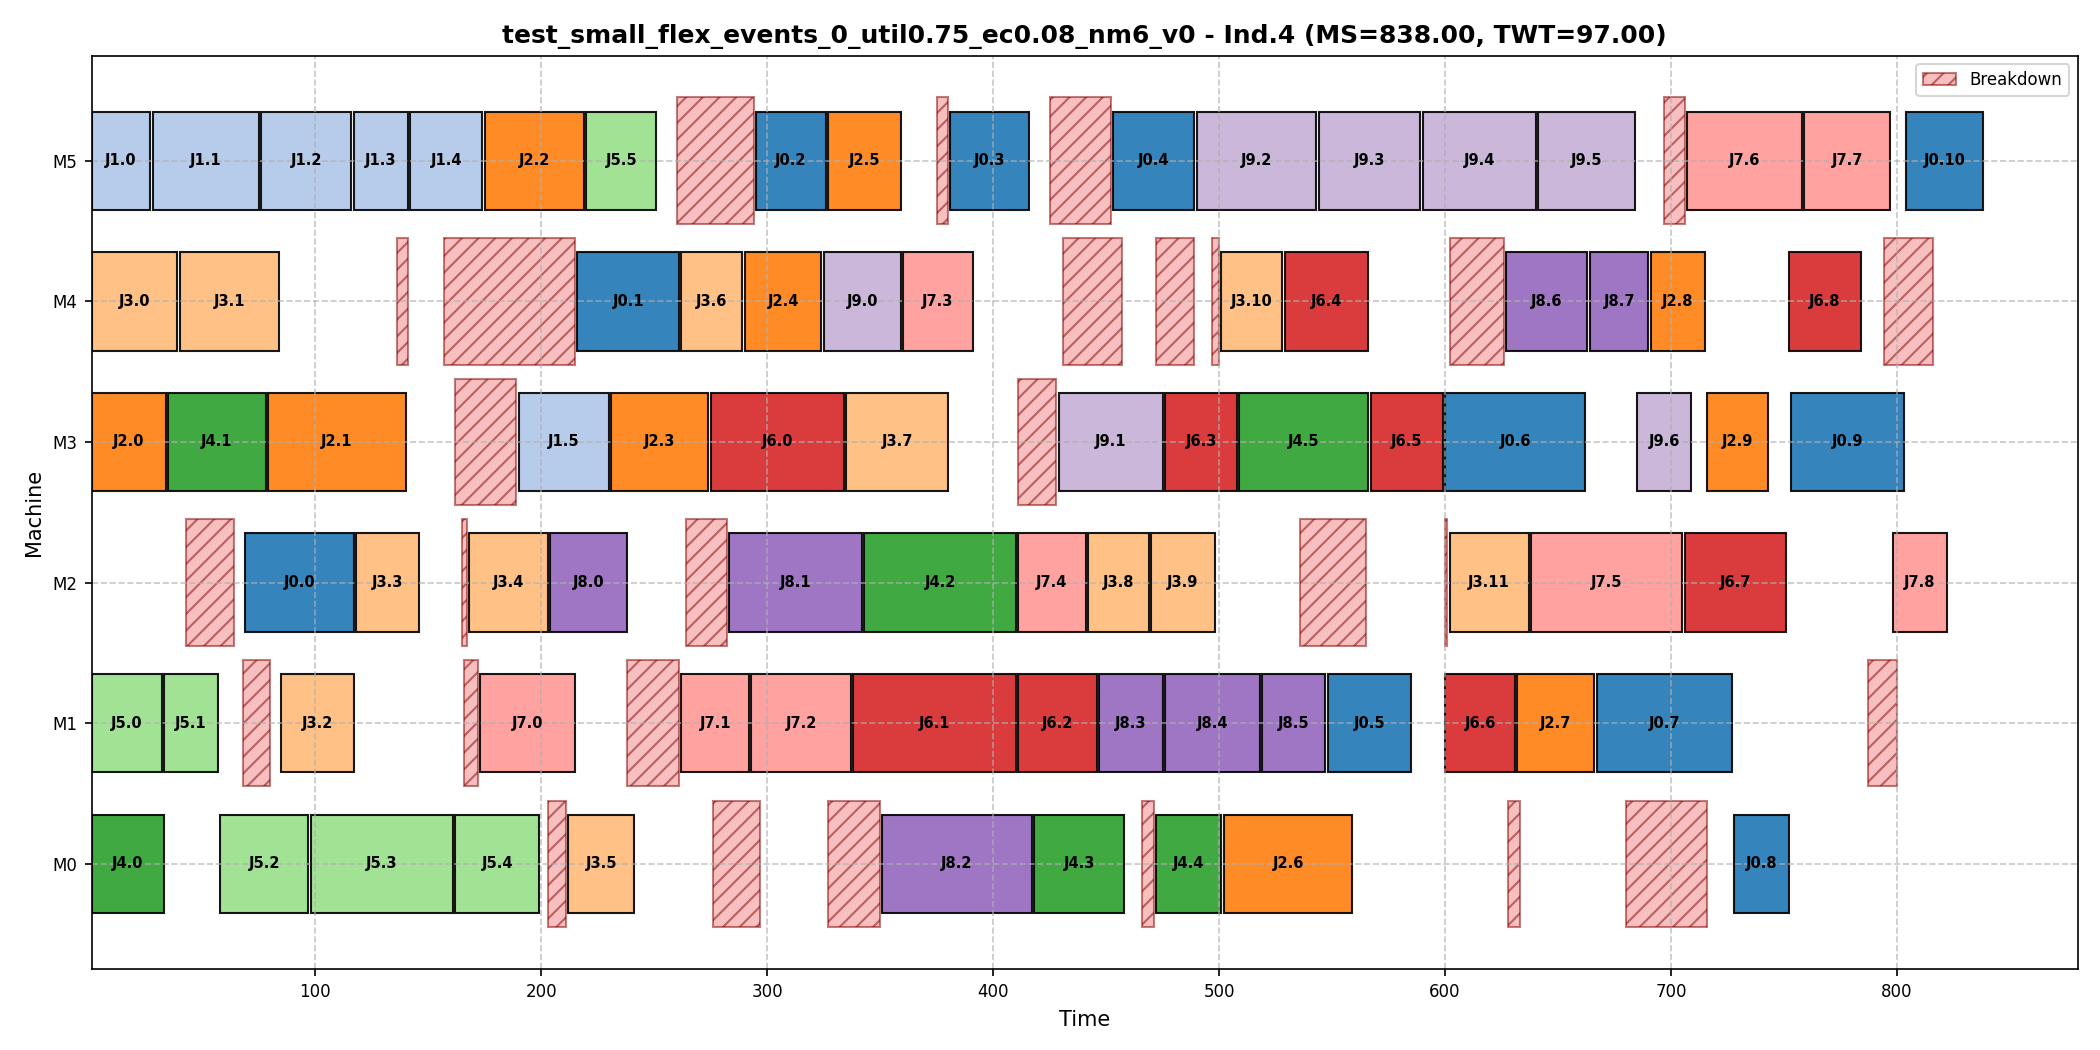 test_small_flex_events_0_util0.75_ec0.08_nm6_v0 - Ind.4 (MS=838.00, TWT=97.00)
Breakdown
M5 J1.0 J1.1 J1.2 J1.3 J1.4 J2.2 J5.5 J0.2 J2.5 J0.3 J0.4 J9.2 J9.3 J9.4 J9.5 J7.6 J7.7 J0.10
M4 J3.0 J3.1 J0.1 J3.6 J2.4 J9.0 J7.3 J3.10 J6.4 J8.6 J8.7 J2.8 J6.8
M3 J2.0 J4.1 J2.1 J1.5 J2.3 J6.0 J3.7 J9.1 J6.3 J4.5 J6.5 J0.6 J9.6 J2.9 J0.9
M2 J0.0 J3.3 J3.4 J8.0 J8.1 J4.2 J7.4 J3.8 J3.9 J3.11 J7.5 J6.7 J7.8
M1 J5.0 J5.1 J3.2 J7.0 J7.1 J7.2 J6.1 J6.2 J8.3 J8.4 J8.5 J0.5 J6.6 J2.7 J0.7
M0 J4.0 J5.2 J5.3 J5.4 J3.5 J8.2 J4.3 J4.4 J2.6 J0.8
100 200 300 400 500 600 700 800
Time
Machine